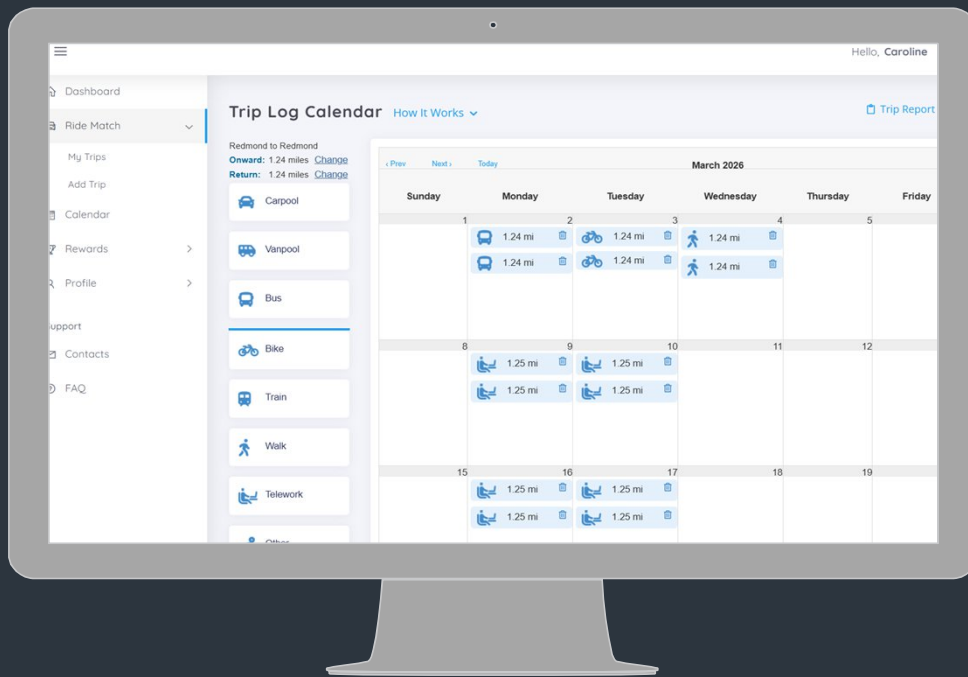 Hello, Caroline
Dashboard
Ride Match
My Trips
Add Trip
Calendar
Rewards
Profile
upport
Contacts
FAQ
Trip Log Calendar How It Works
Trip Report
Redmond to Redmond
Onward: 1.24 miles Change
Return: 1.24 miles Change
Carpool
Vanpool
Bus
Bike
Train
Walk
Telework
Other
‹ Prev Next › Today March 2026
Sunday Monday Tuesday Wednesday Thursday Friday
1 2 3 4 5
1.24 mi 1.24 mi 1.24 mi
1.24 mi 1.24 mi 1.24 mi
8 9 10 11 12
1.25 mi 1.25 mi
1.25 mi 1.25 mi
15 16 17 18 19
1.25 mi 1.25 mi
1.25 mi 1.25 mi